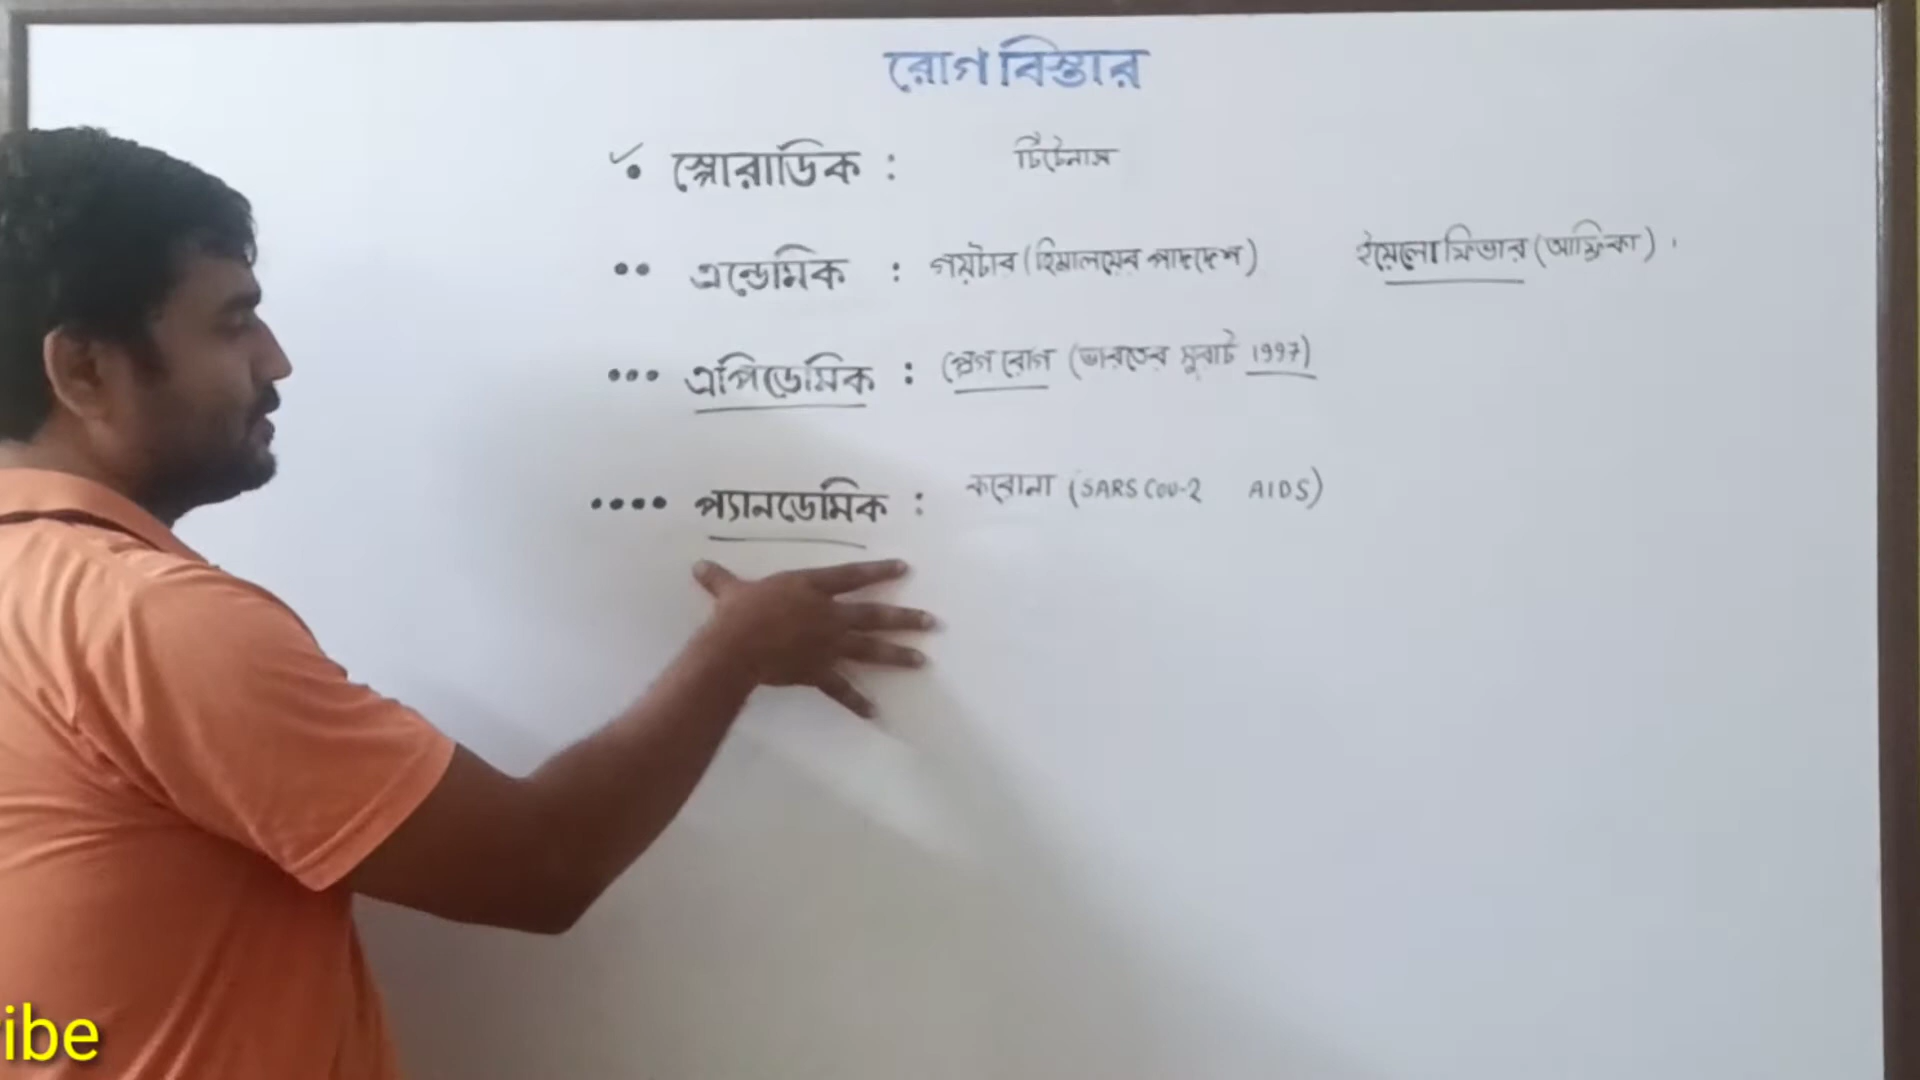 রোগ বিস্তার
• স্পোরাডিক : টিটেনাস
•• এন্ডেমিক : গয়টার (হিমালয়ের পাদদেশ) ইয়েলো ফিভার (আফ্রিকা)।
••• এপিডেমিক : প্লেগ রোগ (ভারতের সুরাট 1997)
•••• প্যানডেমিক : করোনা (SARS COV-2 AIDS)
ibe